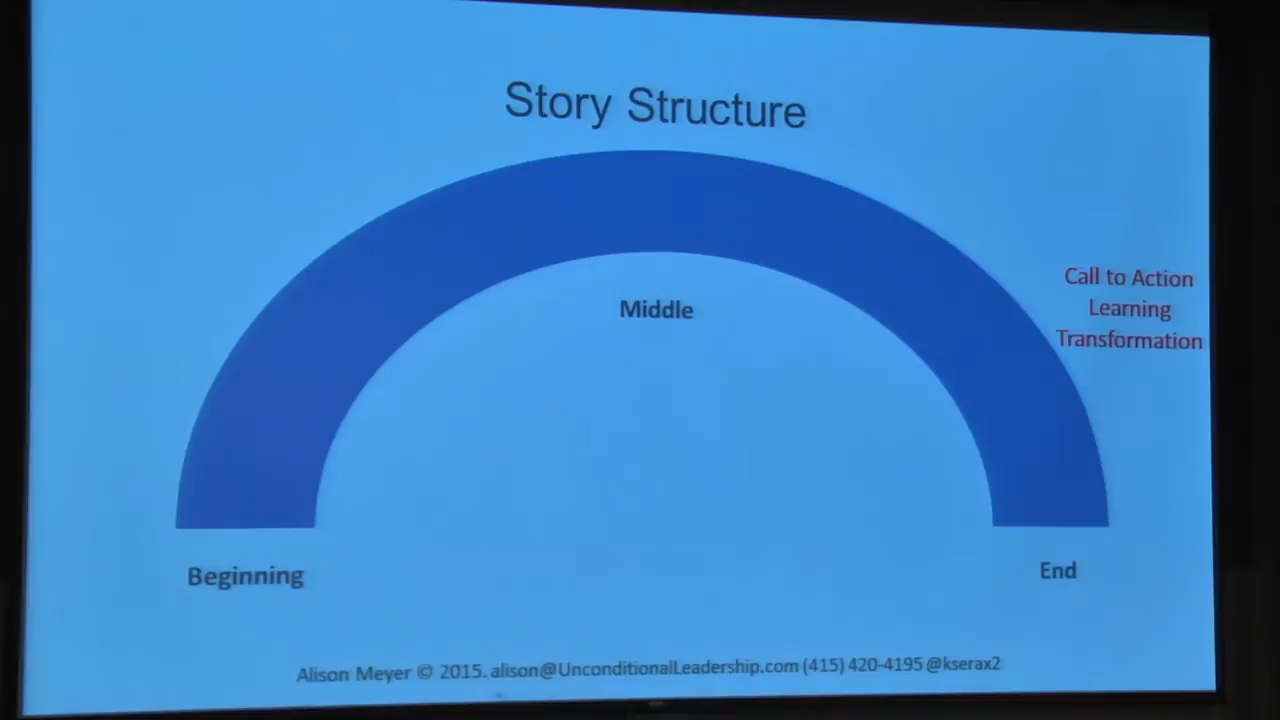 Story Structure
Call to Action
Learning
Transformation
Middle
Beginning
End
Alison Meyer © 2015. alison@UnconditionalLeadership.com (415) 420-4195 @kserax2